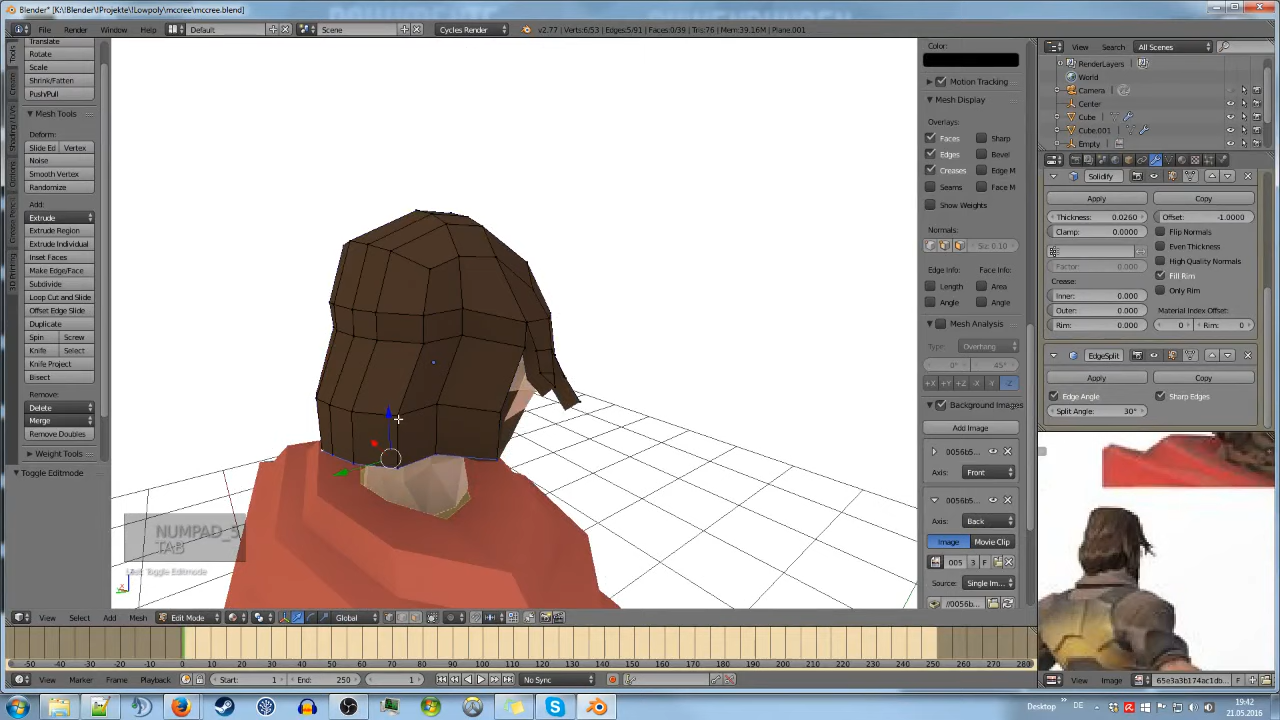 Blender* [K:\!Blender\!Projekte\!Lowpoly\mccree\mccree.blend]
File Render Window Help Default Scene Cycles Render v2.77 | Verts:6/53 | Edges:5/91 | Faces:0/39 | Tris:76 | Mem:39.16M | Plane.001
Translate
Rotate
Scale
Shrink/Fatten
Push/Pull
Mesh Tools
Deform:
Slide Ed Vertex
Noise
Smooth Vertex
Randomize
Add:
Extrude
Extrude Region
Extrude Individual
Inset Faces
Make Edge/Face
Subdivide
Loop Cut and Slide
Offset Edge Slide
Duplicate
Spin Screw
Knife Select
Knife Project
Bisect
Remove:
Delete
Merge
Remove Doubles
Weight Tools
Toggle Editmode
Tools
Create
Shading / UVs
Options
Grease Pencil
3D Printing
NUMPAD_5
TAB
Last: Toggle Editmode
Color:
Motion Tracking
Mesh Display
Overlays:
Faces Sharp
Edges Bevel
Creases Edge M
Seams Face M
Show Weights
Normals:
Siz: 0.10
Edge Info: Face Info:
Length Area
Angle Angle
Mesh Analysis
Type: Overhang
0° 45°
+X +Y +Z -X -Y -Z
Background Images
Add Image
0056b5...
Axis: Front
0056b5...
Axis: Back
Image Movie Clip
005 3 F
Source: Single Im...
//0056b...
View Search All Scenes
RenderLayers
World
Camera
Center
Cube
Cube.001
Empty
Solidify
Apply Copy
Thickness: 0.0260 Offset: -1.0000
Clamp: 0.0000 Flip Normals
Even Thickness
Factor: 0.000 High Quality Normals
Crease: Fill Rim
Inner: 0.000 Only Rim
Outer: 0.000 Material Index Offset:
Rim: 0.000 0 Rim: 0
EdgeSplit
Apply Copy
Edge Angle Sharp Edges
Split Angle: 30°
View Select Add Mesh Edit Mode Global
-50 -40 -30 -20 -10 0 10 20 30 40 50 60 70 80 90 100 110 120 130 140 150 160 170 180 190 200 210 220 230 240 250 260 270 280
View Marker Frame Playback Start: 1 End: 250 1 No Sync
View Image 65e3a3b174ac1db... F
Desktop DE 19:42
21.05.2016